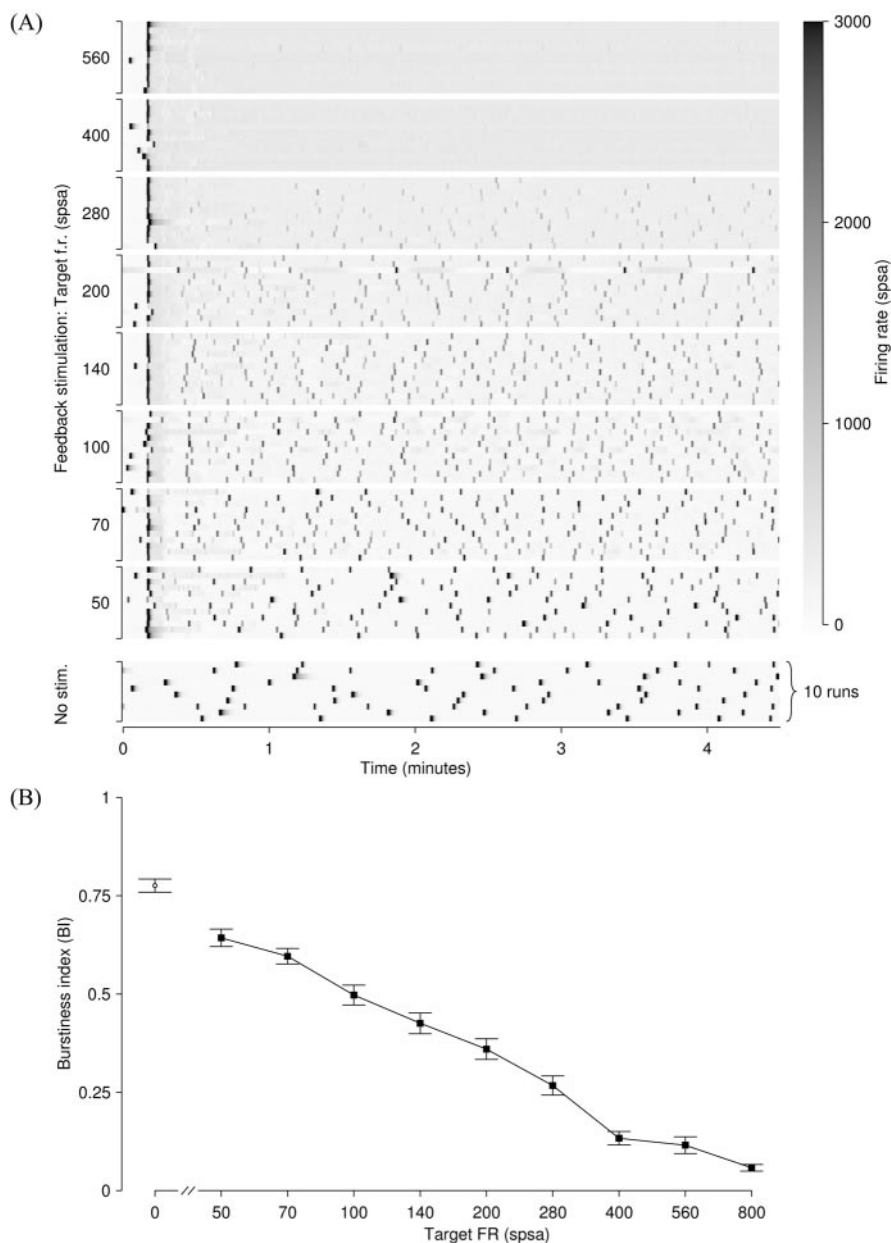 (A)
Feedback stimulation: Target f.r. (spsa)
560
400
280
200
140
100
70
50
No stim.
10 runs
0 1 2 3 4
Time (minutes)
3000
2000
1000
0
Firing rate (spsa)
(B)
Burstiness index (BI)
1
0.75
0.5
0.25
0
0 // 50 70 100 140 200 280 400 560 800
Target FR (spsa)